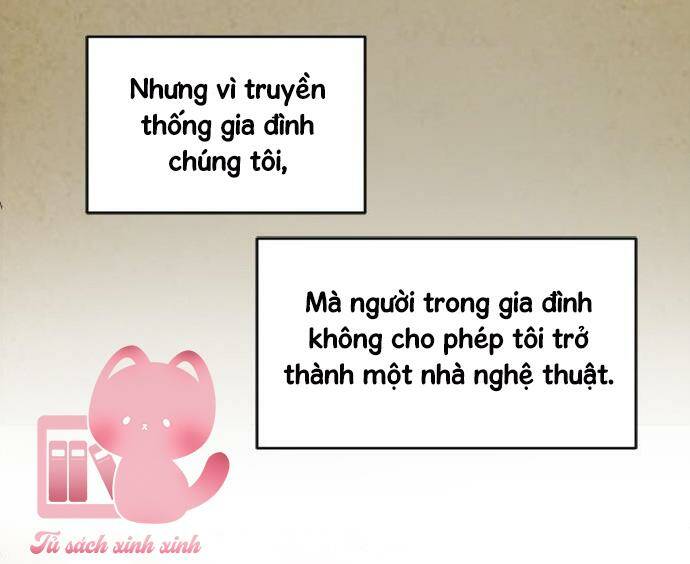 Nhưng vì truyền
thống gia đình
chúng tôi,
Mà người trong gia đình
không cho phép tôi trở
thành một nhà nghệ thuật.
Tủ sách xinh xinh